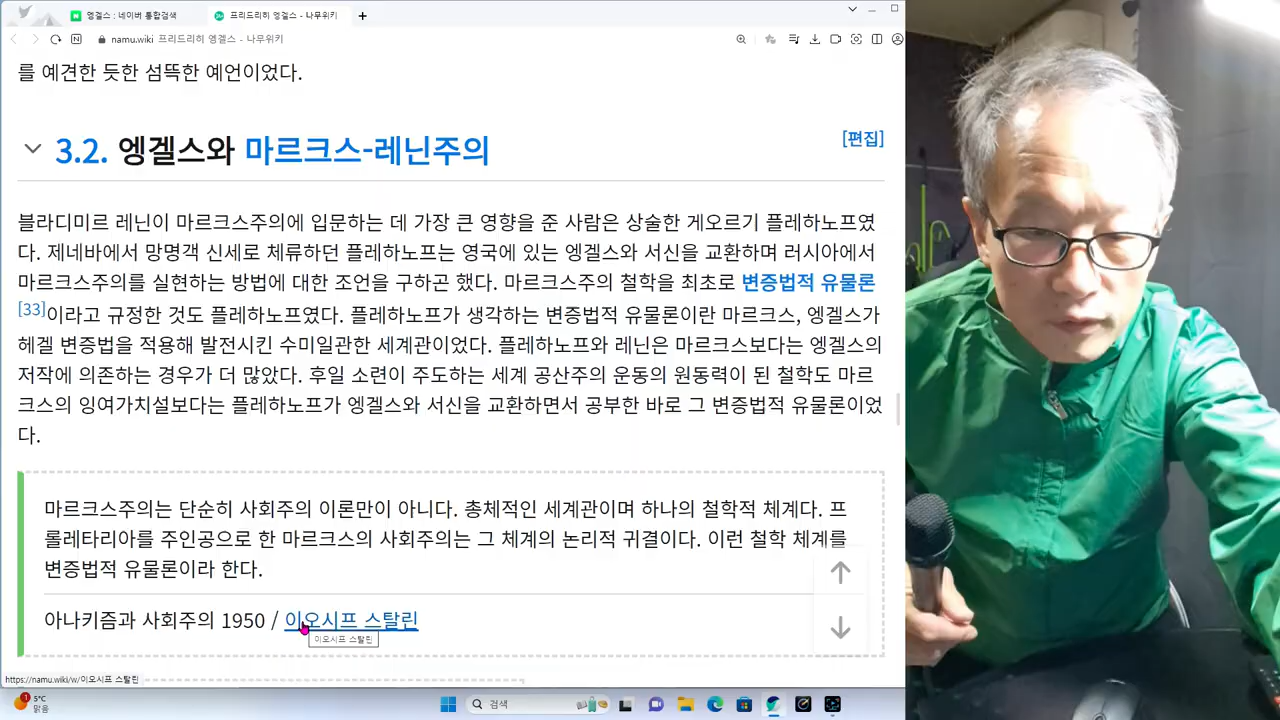 엥겔스 : 네이버 통합검색
프리드리히 엥겔스 - 나무위키
namu.wiki 프리드리히 엥겔스 - 나무위키
를 예견한 듯한 섬뜩한 예언이었다.
3.2. 엥겔스와 마르크스-레닌주의
[편집]
블라디미르 레닌이 마르크스주의에 입문하는 데 가장 큰 영향을 준 사람은 상술한 게오르기 플레하노프였
다. 제네바에서 망명객 신세로 체류하던 플레하노프는 영국에 있는 엥겔스와 서신을 교환하며 러시아에서
마르크스주의를 실현하는 방법에 대한 조언을 구하곤 했다. 마르크스주의 철학을 최초로 변증법적 유물론
[33]이라고 규정한 것도 플레하노프였다. 플레하노프가 생각하는 변증법적 유물론이란 마르크스, 엥겔스가
헤겔 변증법을 적용해 발전시킨 수미일관한 세계관이었다. 플레하노프와 레닌은 마르크스보다는 엥겔스의
저작에 의존하는 경우가 더 많았다. 후일 소련이 주도하는 세계 공산주의 운동의 원동력이 된 철학도 마르
크스의 잉여가치설보다는 플레하노프가 엥겔스와 서신을 교환하면서 공부한 바로 그 변증법적 유물론이었
다.
마르크스주의는 단순히 사회주의 이론만이 아니다. 총체적인 세계관이며 하나의 철학적 체계다. 프
롤레타리아를 주인공으로 한 마르크스의 사회주의는 그 체계의 논리적 귀결이다. 이런 철학 체계를
변증법적 유물론이라 한다.
아나키즘과 사회주의 1950 / 이오시프 스탈린
이오시프 스탈린
https://namu.wiki/w/이오시프 스탈린
1
5°C
맑음
검색